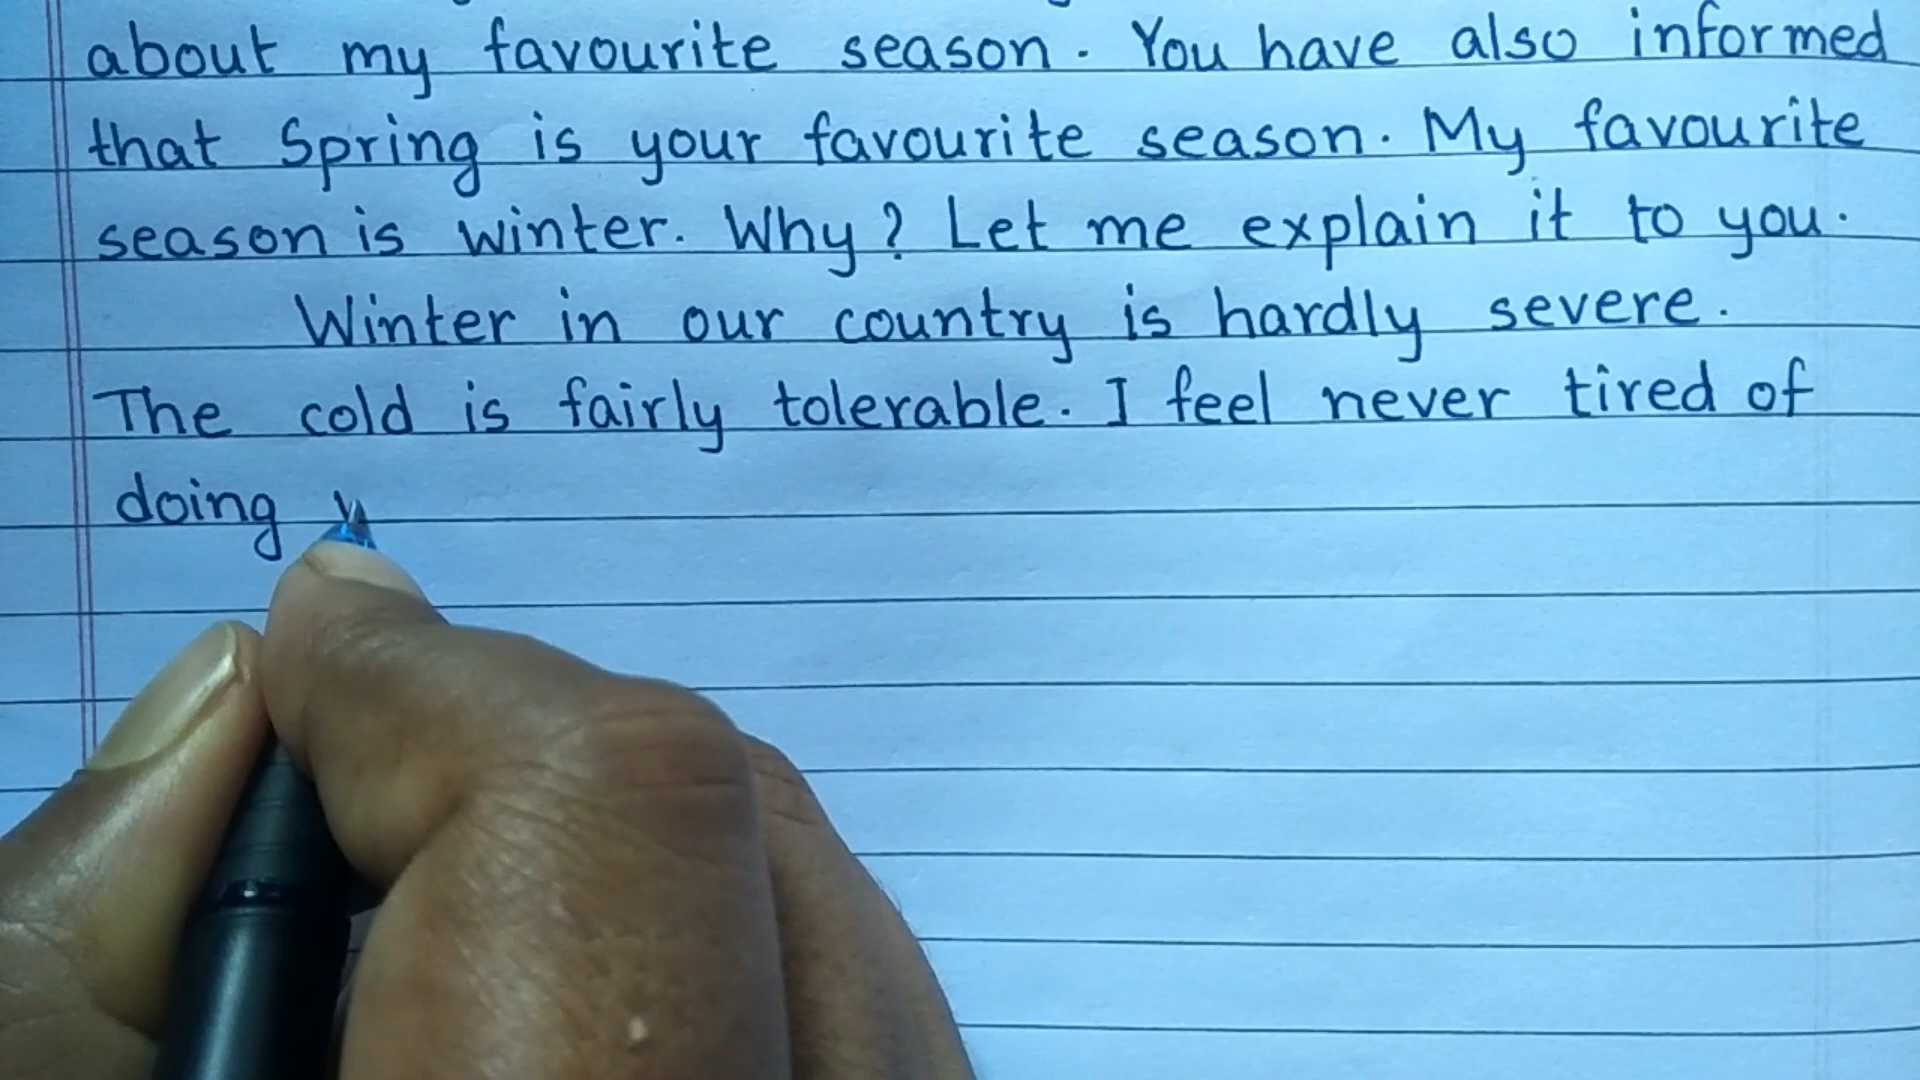 about my favourite season. You have also informed
that Spring is your favourite season. My favourite
season is winter. Why? Let me explain it to you.
Winter in our country is hardly severe.
The cold is fairly tolerable. I feel never tired of
doing